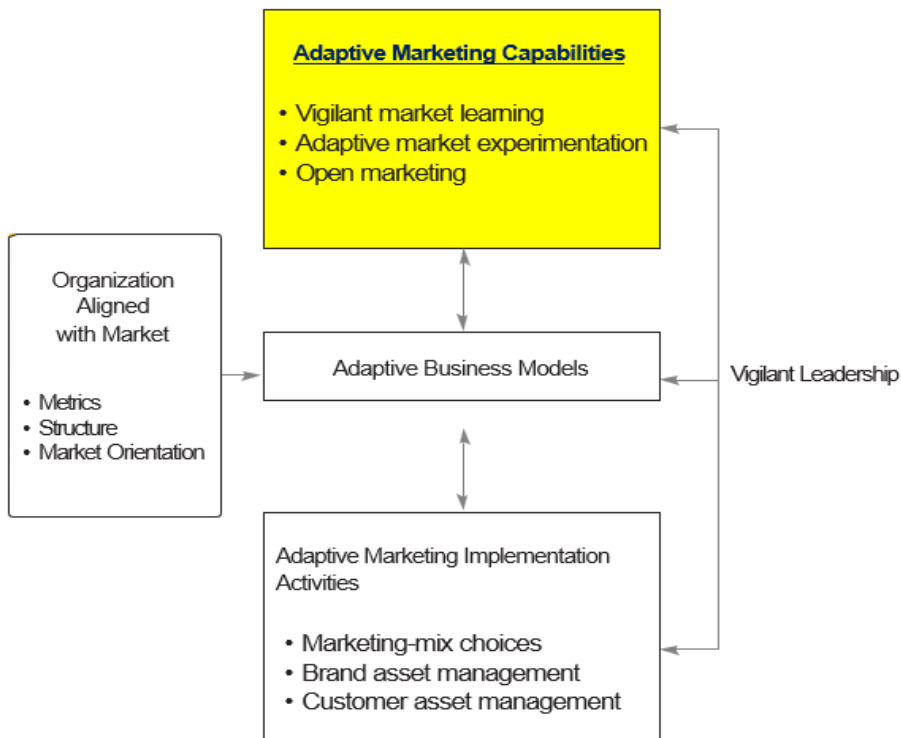 Adaptive Marketing Capabilities
• Vigilant market learning
• Adaptive market experimentation
• Open marketing
Organization
Aligned
with Market
• Metrics
• Structure
• Market Orientation
Adaptive Business Models
Vigilant Leadership
Adaptive Marketing Implementation
Activities
• Marketing-mix choices
• Brand asset management
• Customer asset management